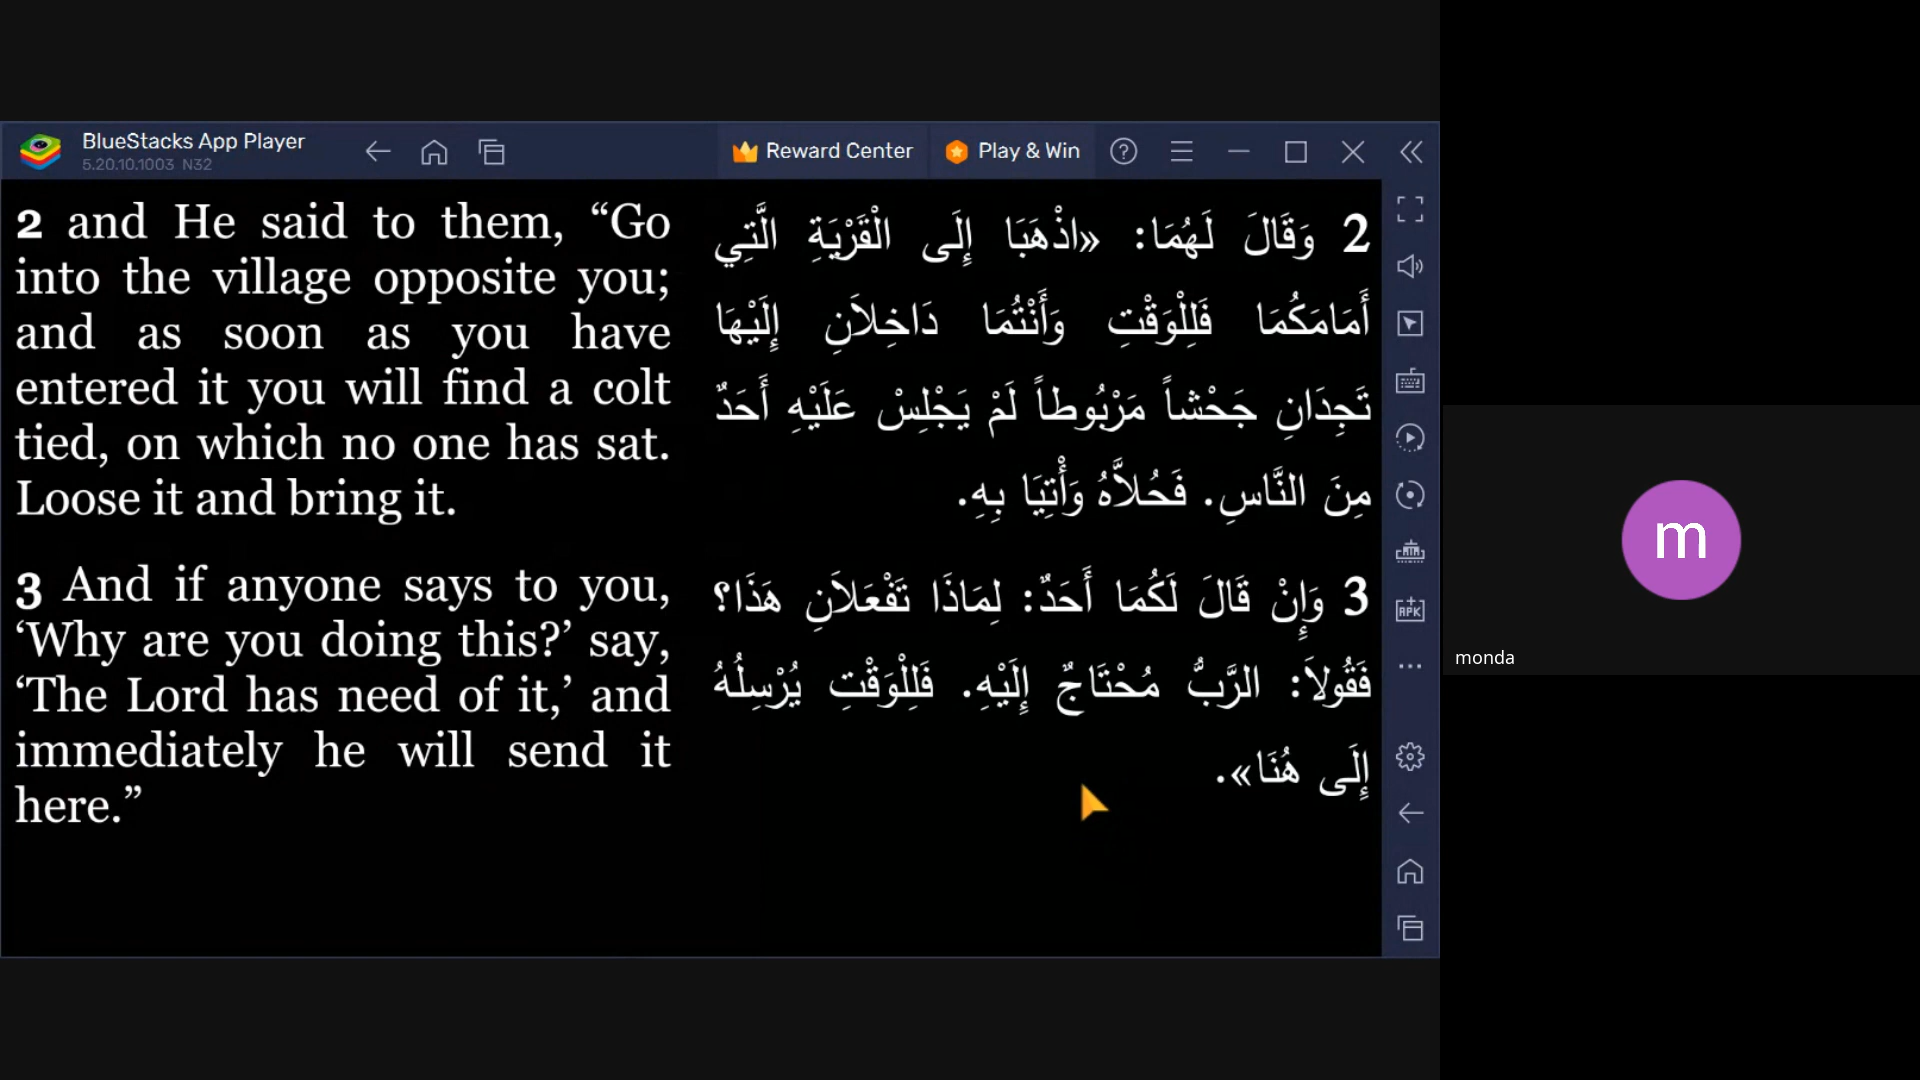 BlueStacks App Player
5.20.10.1003 N32
Reward Center
Play & Win
2 and He said to them, “Go
into the village opposite you;
and as soon as you have
entered it you will find a colt
tied, on which no one has sat.
Loose it and bring it.
3 And if anyone says to you,
‘Why are you doing this?’ say,
‘The Lord has need of it,’ and
immediately he will send it
here.”
2 وَقَالَ لَهُمَا: «اذْهَبَا إِلَى الْقَرْيَةِ الَّتِي
أَمَامَكُمَا فَلِلْوَقْتِ وَأَنْتُمَا دَاخِلاَنِ إِلَيْهَا
تَجِدَانِ جَحْشاً مَرْبُوطاً لَمْ يَجْلِسْ عَلَيْهِ أَحَدٌ
مِنَ النَّاسِ. فَحُلاَّهُ وَأْتِيَا بِهِ.
3 وَإِنْ قَالَ لَكُمَا أَحَدٌ: لِمَاذَا تَفْعَلاَنِ هَذَا؟
فَقُولاَ: الرَّبُّ مُحْتَاجٌ إِلَيْهِ. فَلِلْوَقْتِ يُرْسِلُهُ
إِلَى هُنَا».
APK
m
monda